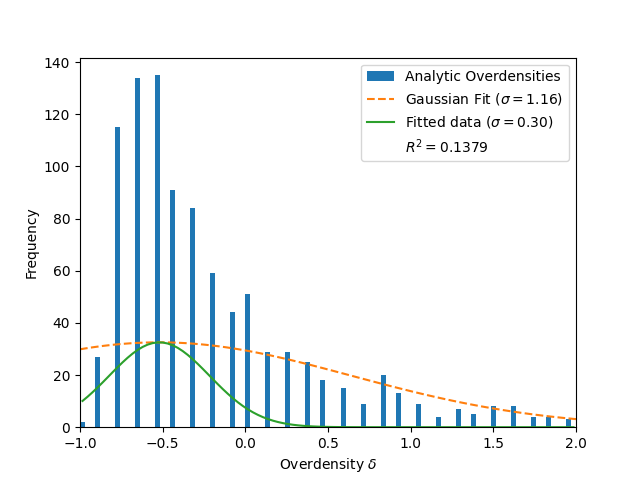 140
120
100
80
60
40
20
0
Frequency
Analytic Overdensities
Gaussian Fit (σ = 1.16)
Fitted data (σ = 0.30)
R² = 0.1379
−1.0 −0.5 0.0 0.5 1.0 1.5 2.0
Overdensity δ